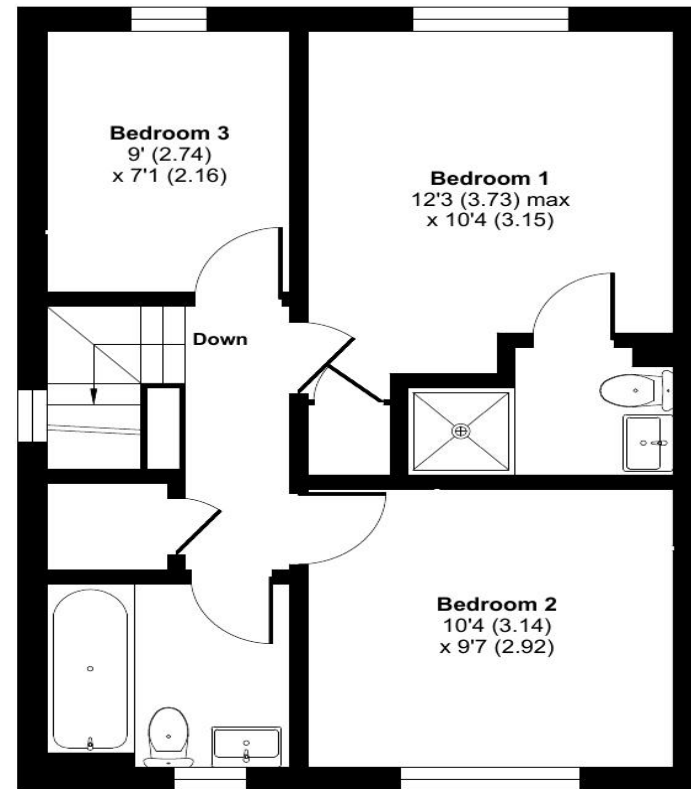 Bedroom 3
9' (2.74)
x 7'1 (2.16)
Bedroom 1
12'3 (3.73) max
x 10'4 (3.15)
Down
Bedroom 2
10'4 (3.14)
x 9'7 (2.92)